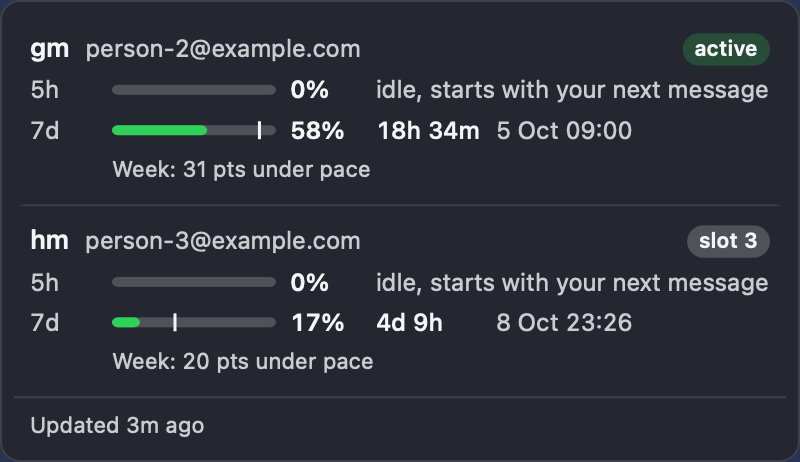 gm person-2@example.com active
5h 0% idle, starts with your next message
7d 58% 18h 34m 5 Oct 09:00
Week: 31 pts under pace
hm person-3@example.com slot 3
5h 0% idle, starts with your next message
7d 17% 4d 9h 8 Oct 23:26
Week: 20 pts under pace
Updated 3m ago